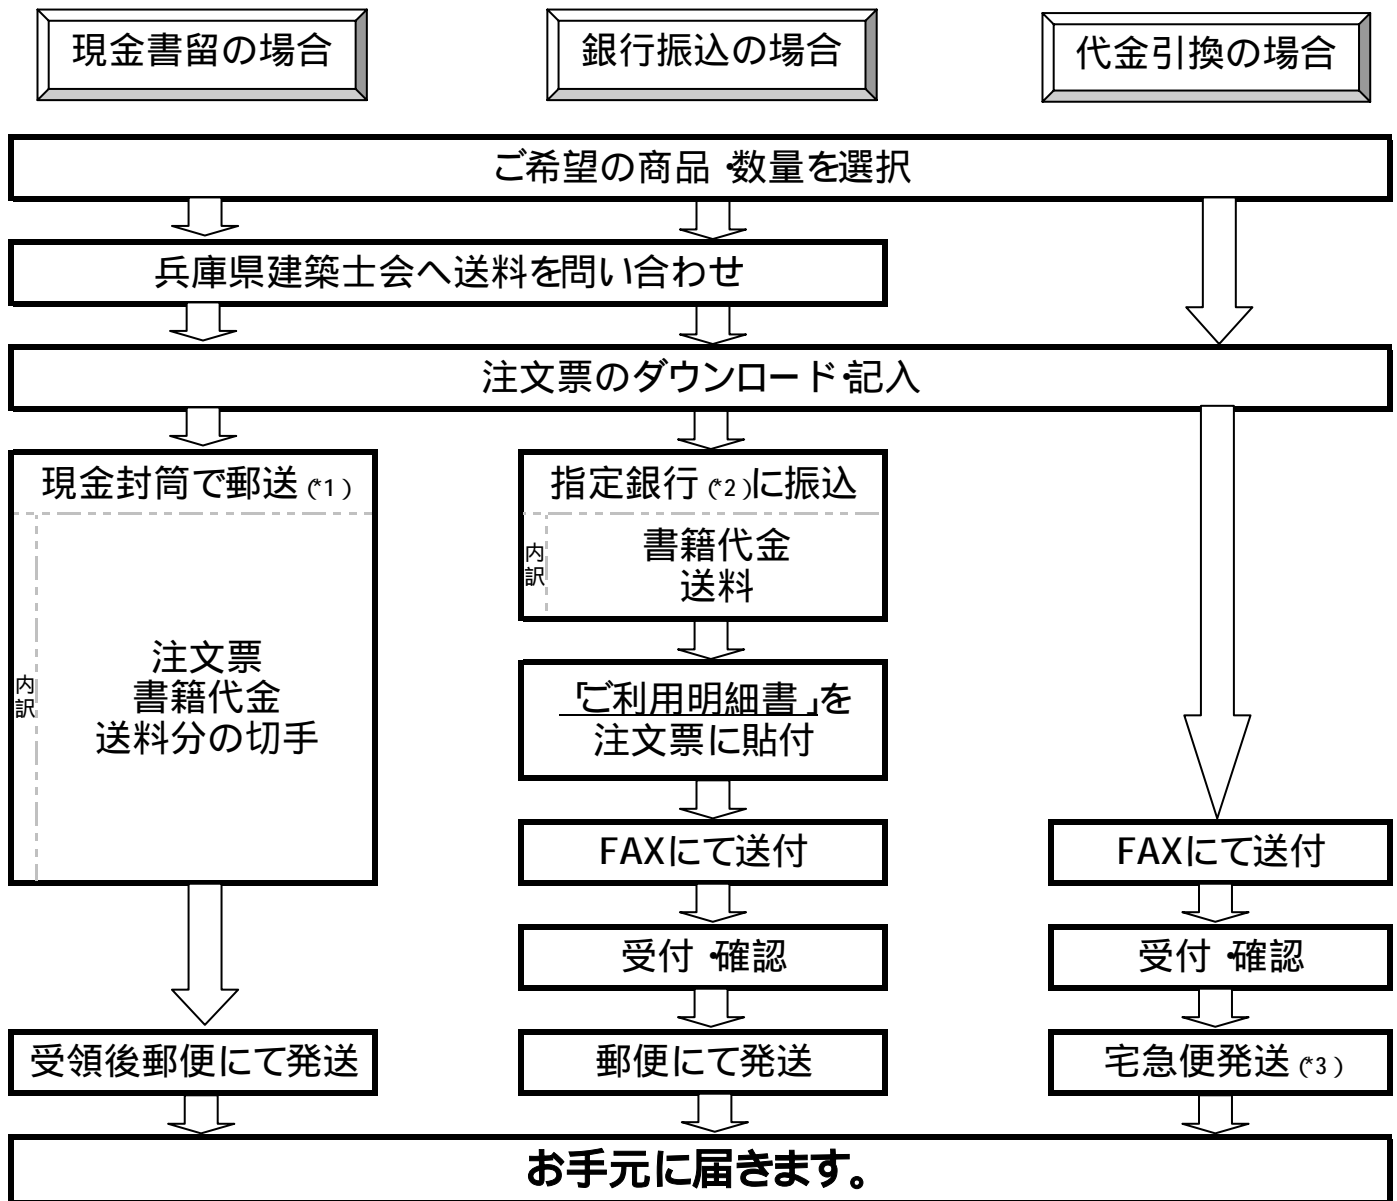 現金書留の場合
銀行振込の場合
代金引換の場合
ご希望の商品・数量を選択
兵庫県建築士会へ送料を問い合わせ
注文票のダウンロード・記入
現金封筒で郵送(*1)
内訳
注文票
書籍代金
送料分の切手
受領後郵便にて発送
指定銀行(*2)に振込
内訳
書籍代金
送料
「ご利用明細書」を
注文票に貼付
FAXにて送付
受付・確認
郵便にて発送
FAXにて送付
受付・確認
宅急便発送(*3)
お手元に届きます。